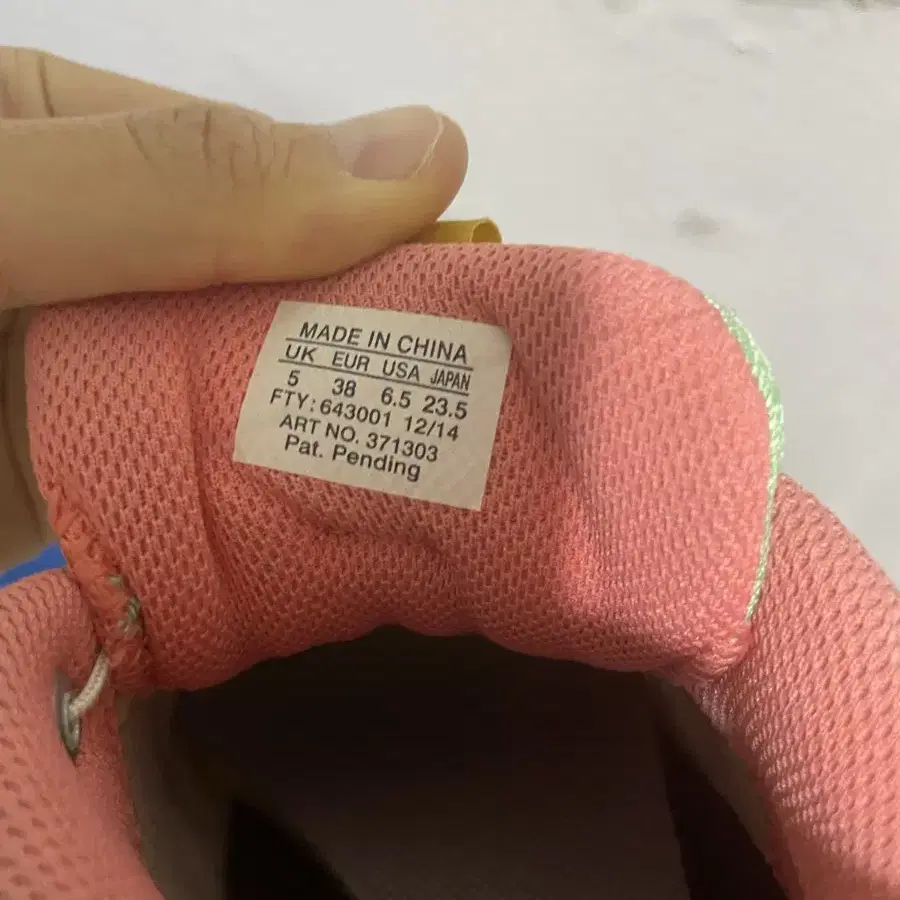 MADE IN CHINA
UK EUR USA JAPAN
5 38 6.5 23.5
FTY: 643001 12/14
ART NO. 371303
Pat. Pending